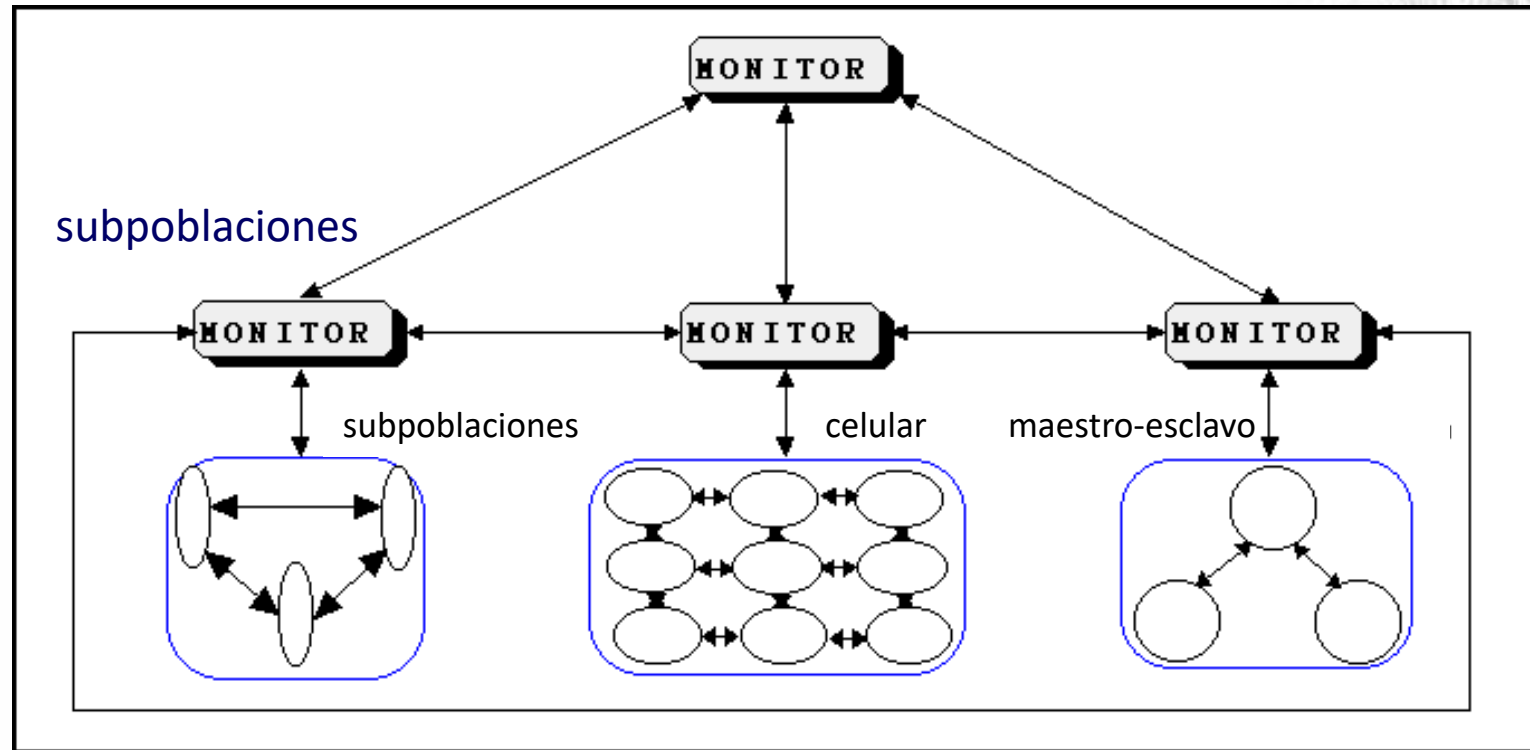 MONITOR
subpoblaciones
MONITOR MONITOR MONITOR
subpoblaciones celular maestro-esclavo